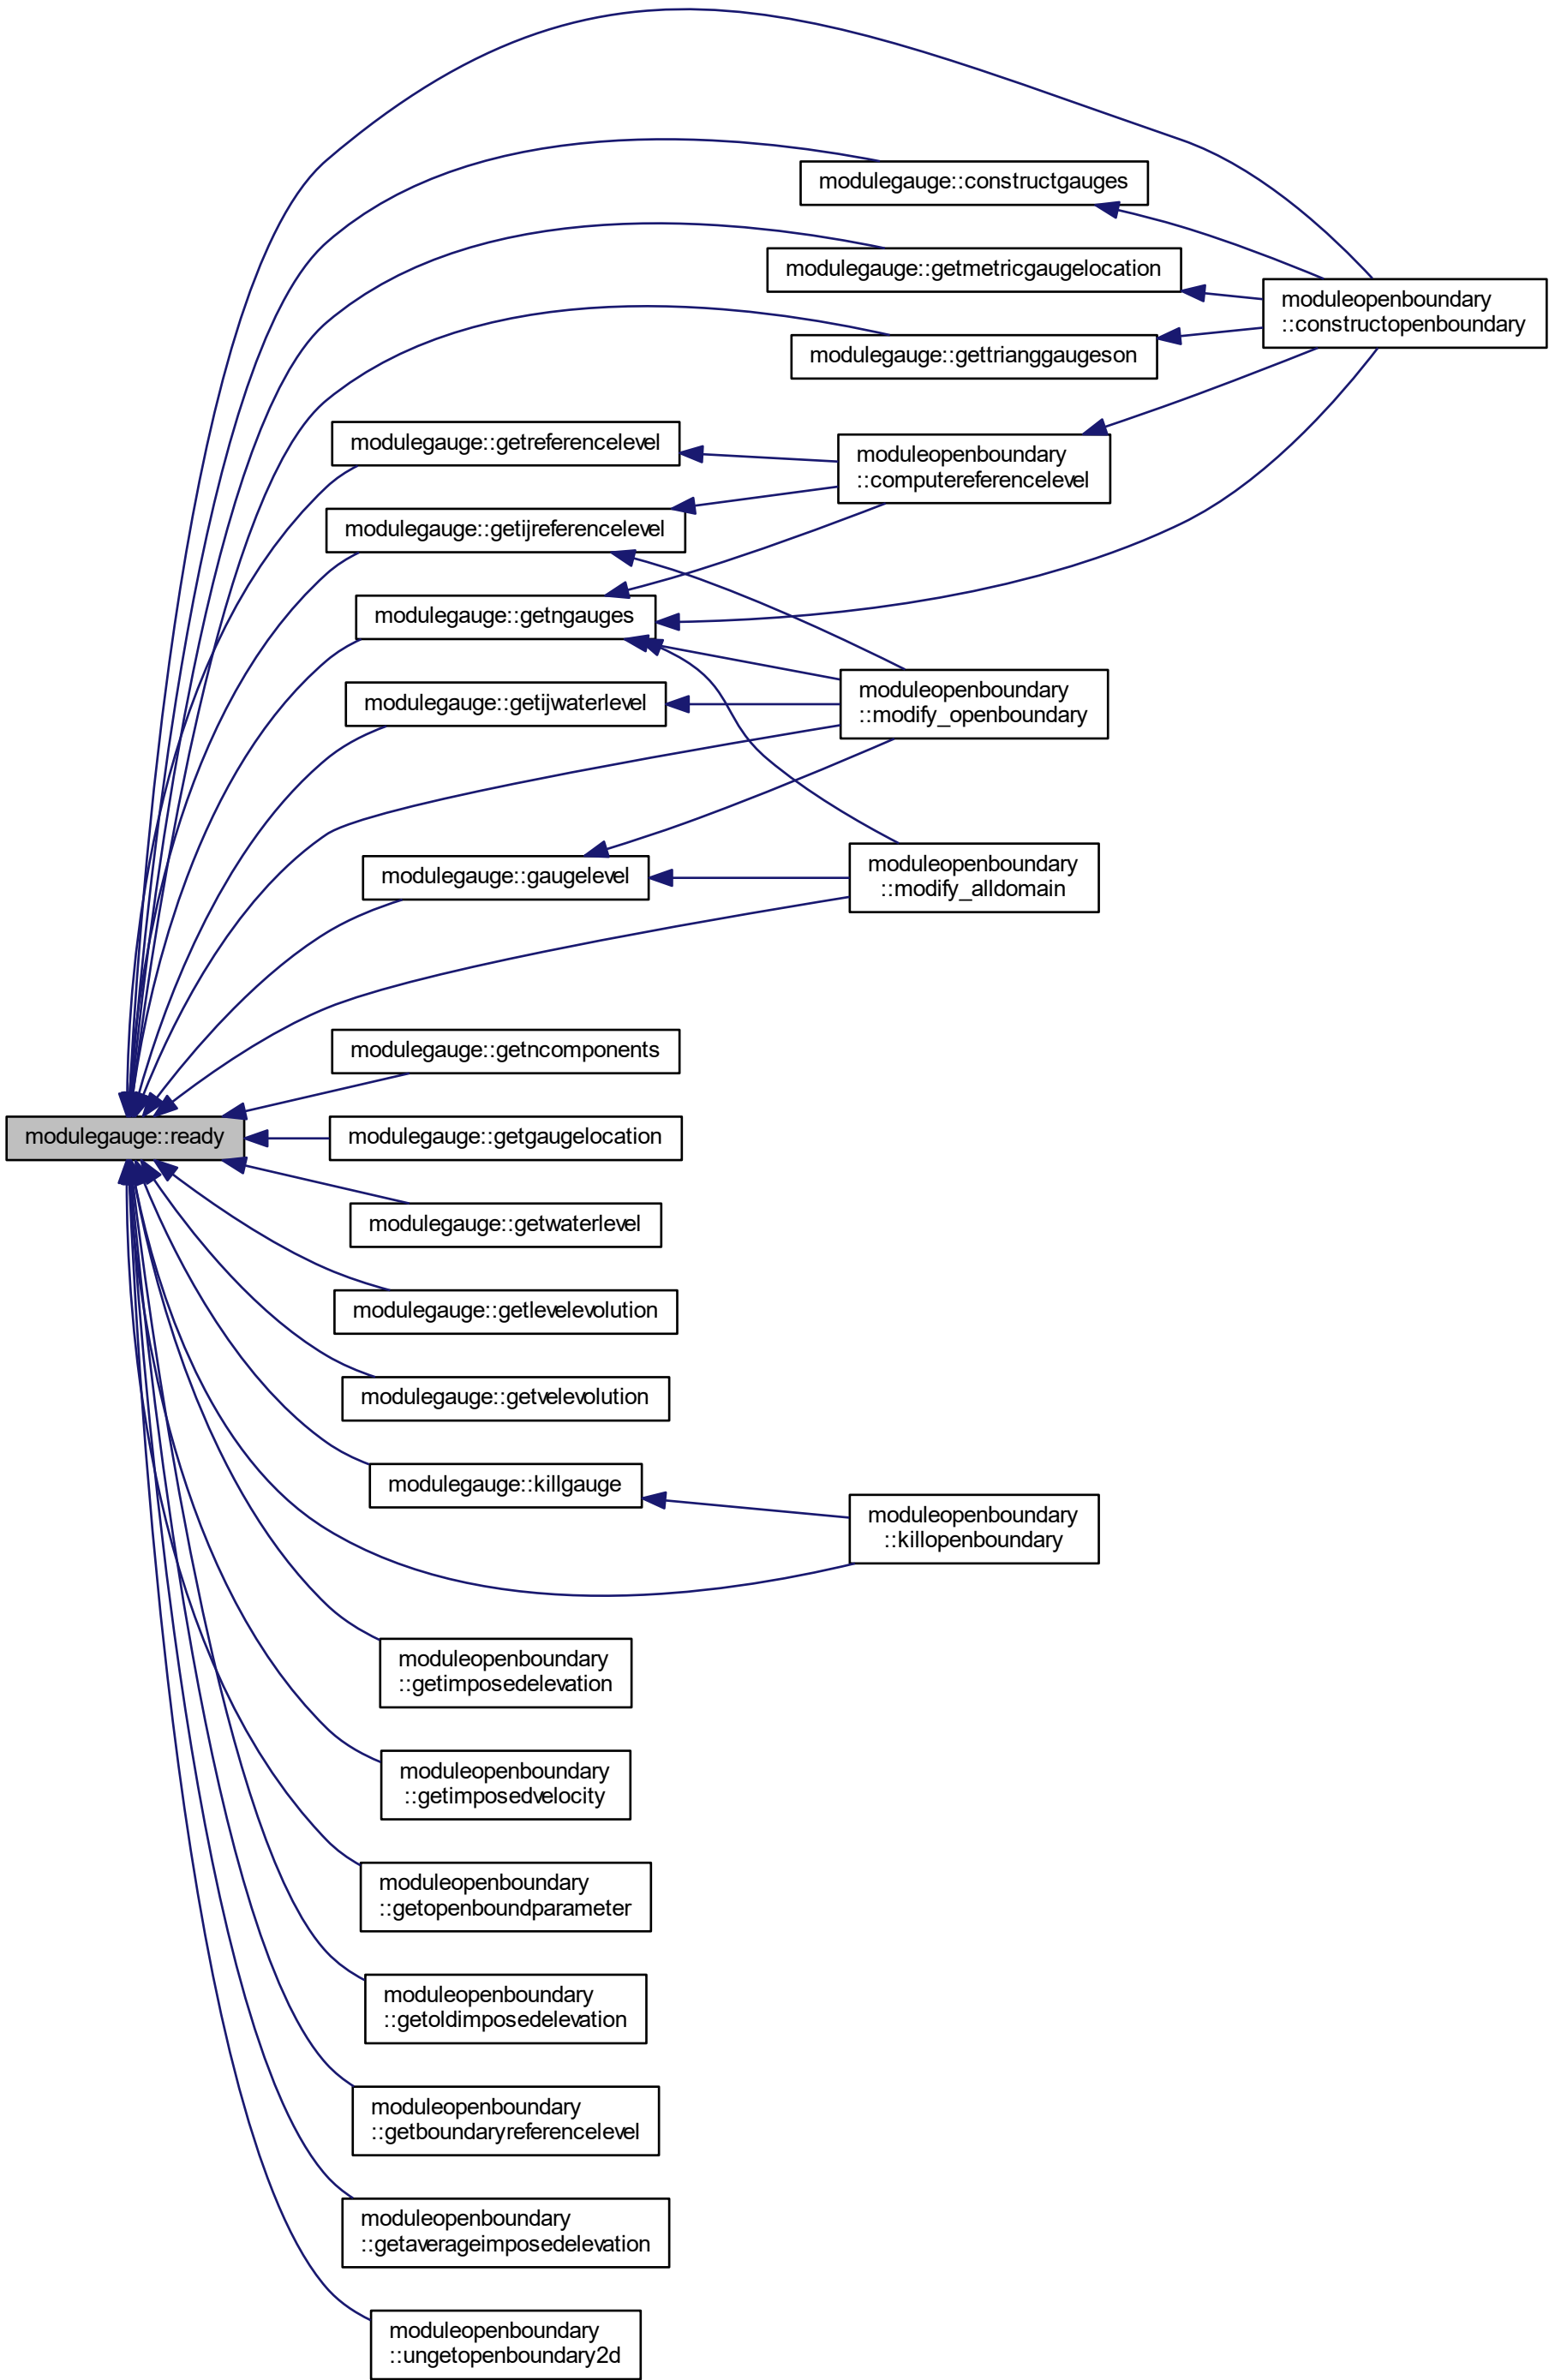 modulegauge::constructgauges
modulegauge::getmetricgaugelocation
moduleopenboundary
::constructopenboundary
modulegauge::gettrianggaugeson
modulegauge::getreferencelevel
moduleopenboundary
::computereferencelevel
modulegauge::getijreferencelevel
modulegauge::getngauges
modulegauge::getijwaterlevel
moduleopenboundary
::modify_openboundary
modulegauge::gaugelevel
moduleopenboundary
::modify_alldomain
modulegauge::getncomponents
modulegauge::ready
modulegauge::getgaugelocation
modulegauge::getwaterlevel
modulegauge::getlevelevolution
modulegauge::getvelevolution
modulegauge::killgauge
moduleopenboundary
::killopenboundary
moduleopenboundary
::getimposedelevation
moduleopenboundary
::getimposedvelocity
moduleopenboundary
::getopenboundparameter
moduleopenboundary
::getoldimposedelevation
moduleopenboundary
::getboundaryreferencelevel
moduleopenboundary
::getaverageimposedelevation
moduleopenboundary
::ungetopenboundary2d